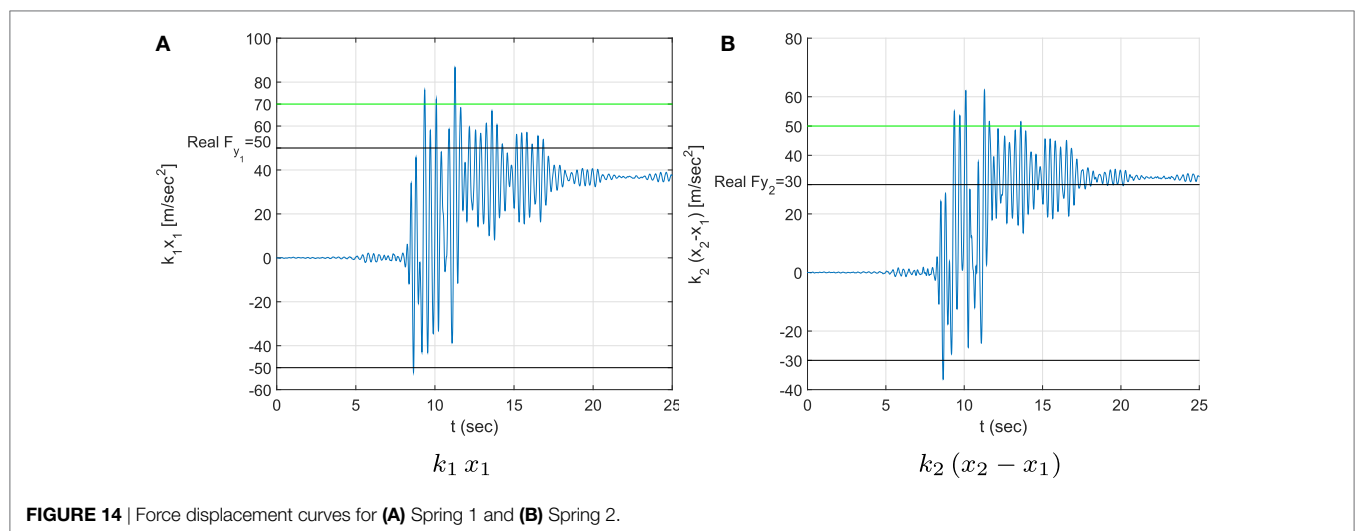 A
100
80
70
60
Real F_{y_1}=50
40
20
0
-20
-40
-50
-60
k_1x_1 [m/sec^2]
0 5 10 15 20 25
t (sec)
k_1 x_1
B
80
60
50
40
Real Fy_2=30
20
0
-20
-30
-40
k_2 (x_2-x_1) [m/sec^2]
0 5 10 15 20 25
t (sec)
k_2 (x_2 − x_1)
FIGURE 14 | Force displacement curves for (A) Spring 1 and (B) Spring 2.